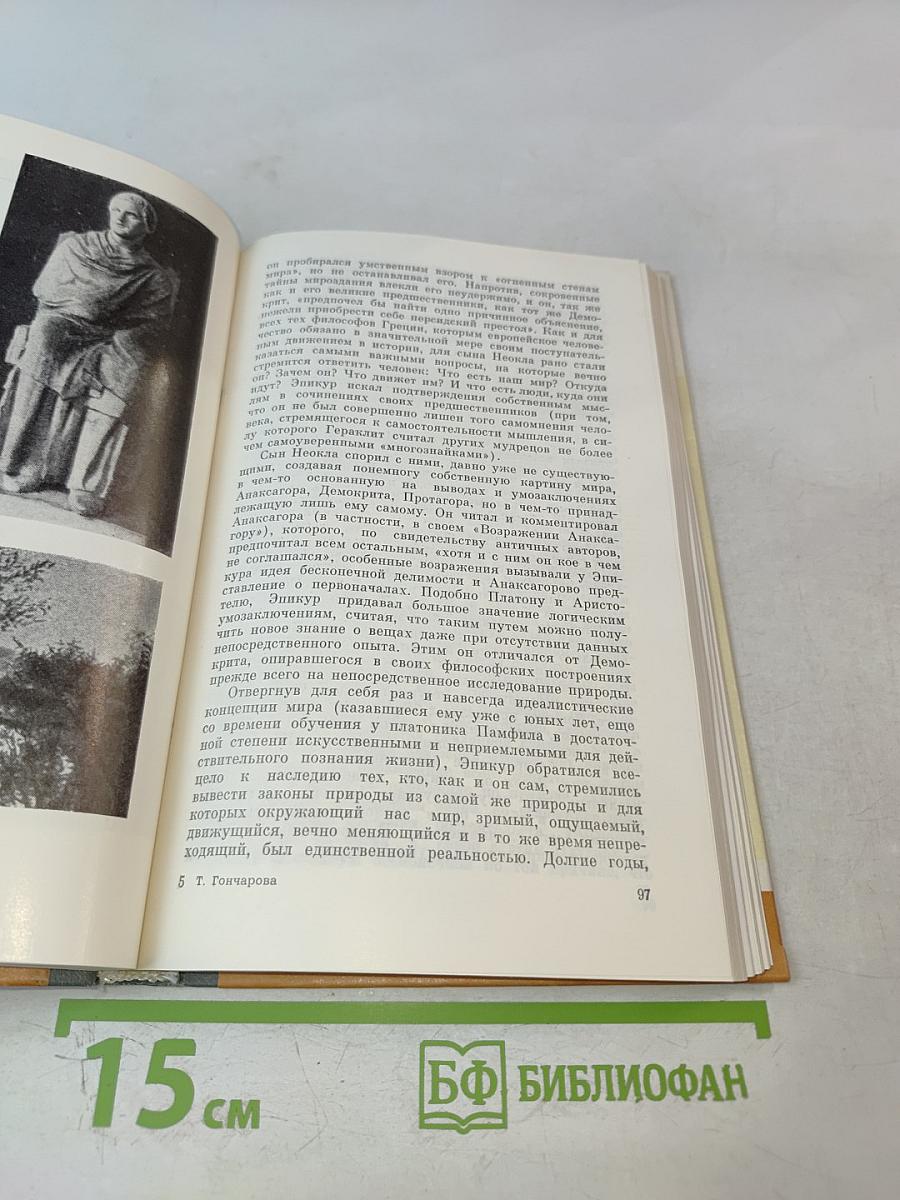 он пробирался умственным взором к «огненным стенам
мира», но не останавливал его. Напротив, сокровенные
тайны мироздания влекли его неудержимо, и он, так же
как и его великие предшественники, как тот же Демо-
крит, «предпочел бы найти одно причинное объяснение,
нежели приобрести себе персидский престол». Как и для
всех тех философов Греции, которым европейское челове-
чество обязано в значительной мере своим поступатель-
ным движением в истории, для сына Неокла рано стали
казаться самыми важными вопросы, на которые вечно
стремится ответить человек: Что есть наш мир? Откуда
он? Зачем он? Что движет им? И что есть люди, куда они
идут? Эпикур искал подтверждения собственным мыс-
лям в сочинениях своих предшественников (при том,
что он не был совершенно лишен того самомнения чело-
века, стремящегося к самостоятельности мышления, в си-
лу которого Гераклит считал других мудрецов не более
чем самоуверенными «многознайками»).
Сын Неокла спорил с ними, давно уже не существую-
щими, создавая понемногу собственную картину мира,
в чем-то основанную на выводах и умозаключениях
Анаксагора, Демокрита, Протагора, но в чем-то принад-
лежащую лишь ему самому. Он читал и комментировал
Анаксагора (в частности, в своем «Возражении Анакса-
гору»), которого, по свидетельству античных авторов,
предпочитал всем остальным, «хотя и с ним он кое в чем
не соглашался», особенные возражения вызывали у Эпи-
кура идея бесконечной делимости и Анаксагорово пред-
ставление о первоначалах. Подобно Платону и Аристо-
телю, Эпикур придавал большое значение логическим
умозаключениям, считая, что таким путем можно полу-
чить новое знание о вещах даже при отсутствии данных
непосредственного опыта. Этим он отличался от Демо-
крита, опиравшегося в своих философских построениях
прежде всего на непосредственное исследование природы.
Отвергнув для себя раз и навсегда идеалистические
концепции мира (казавшиеся ему уже с юных лет, еще
со времени обучения у платоника Памфила в достаточ-
ной степени искусственными и неприемлемыми для дей-
ствительного познания жизни), Эпикур обратился все-
цело к наследию тех, кто, как и он сам, стремились
вывести законы природы из самой же природы и для
которых окружающий нас мир, зримый, ощущаемый,
движущийся, вечно меняющийся и в то же время непре-
ходящий, был единственной реальностью. Долгие годы,
5 Т. Гончарова
97
15 см
БФ БИБЛИОФАН